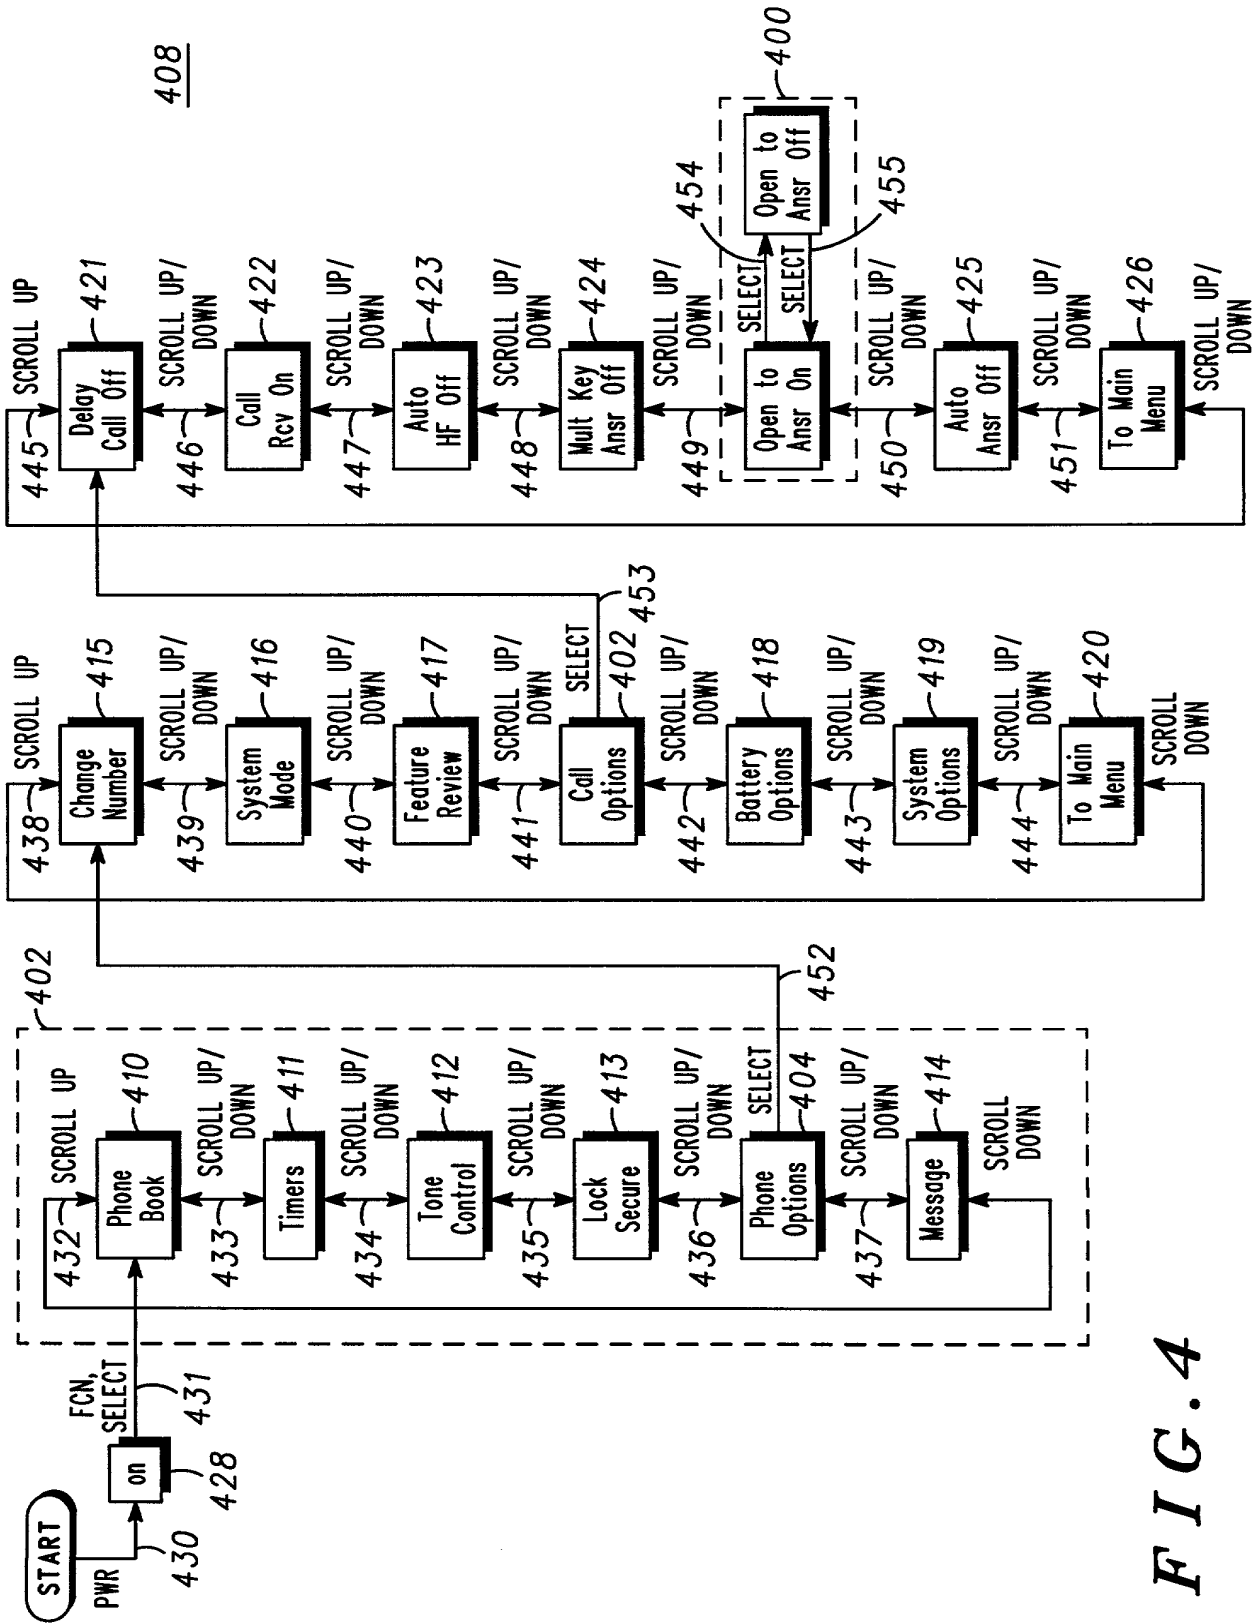 408
START
PWR
430
on
428
FCN,
SELECT
431
402
432
SCROLL UP
Phone
Book
410
433
SCROLL UP/
DOWN
Timers
411
434
SCROLL UP/
DOWN
Tone
Control
412
435
SCROLL UP/
DOWN
Lock
Secure
413
436
SCROLL UP/
DOWN
Phone
Options
404
SELECT
452
437
SCROLL UP/
DOWN
Message
414
SCROLL
DOWN
438
SCROLL UP
Change
Number
415
439
SCROLL UP/
DOWN
System
Mode
416
440
SCROLL UP/
DOWN
Feature
Review
417
441
SCROLL UP/
DOWN
Call
Options
402
SELECT
453
442
SCROLL UP/
DOWN
Battery
Options
418
443
SCROLL UP/
DOWN
System
Options
419
444
SCROLL UP/
DOWN
To Main
Menu
420
SCROLL
DOWN
445
SCROLL UP
Delay
Call Off
421
446
SCROLL UP/
DOWN
Call
Rcv On
422
447
SCROLL UP/
DOWN
Auto
HF Off
423
448
SCROLL UP/
DOWN
Mult Key
Ansr Off
424
449
SCROLL UP/
DOWN
Open to
Ansr On
SELECT
454
SELECT
455
Open to
Ansr Off
400
450
SCROLL UP/
DOWN
Auto
Ansr Off
425
451
SCROLL UP/
DOWN
To Main
Menu
426
SCROLL UP/
DOWN
FIG.4